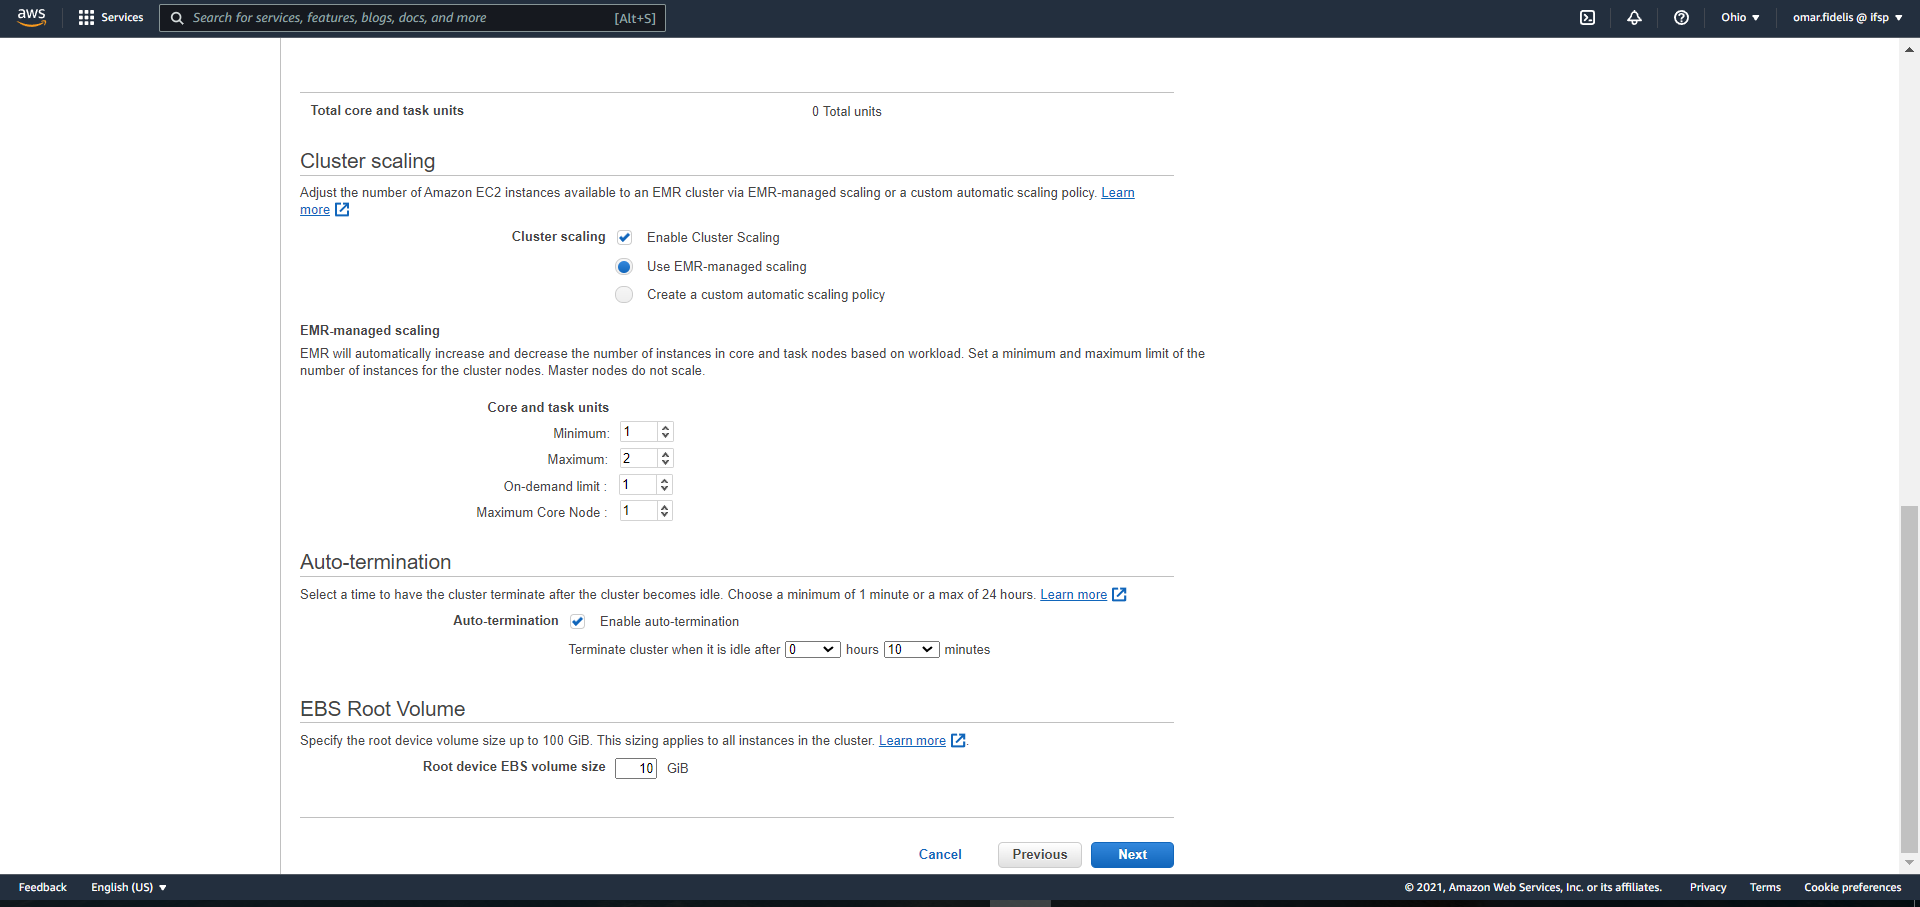 aws Services Search for services, features, blogs, docs, and more [Alt+S] Ohio omar.fidelis @ ifsp
Total core and task units 0 Total units
Cluster scaling
Adjust the number of Amazon EC2 instances available to an EMR cluster via EMR-managed scaling or a custom automatic scaling policy. Learn
more
Cluster scaling Enable Cluster Scaling
Use EMR-managed scaling
Create a custom automatic scaling policy
EMR-managed scaling
EMR will automatically increase and decrease the number of instances in core and task nodes based on workload. Set a minimum and maximum limit of the
number of instances for the cluster nodes. Master nodes do not scale.
Core and task units
Minimum: 1
Maximum: 2
On-demand limit : 1
Maximum Core Node : 1
Auto-termination
Select a time to have the cluster terminate after the cluster becomes idle. Choose a minimum of 1 minute or a max of 24 hours. Learn more
Auto-termination Enable auto-termination
Terminate cluster when it is idle after 0 hours 10 minutes
EBS Root Volume
Specify the root device volume size up to 100 GiB. This sizing applies to all instances in the cluster. Learn more .
Root device EBS volume size 10 GiB
Cancel Previous Next
Feedback English (US) © 2021, Amazon Web Services, Inc. or its affiliates. Privacy Terms Cookie preferences